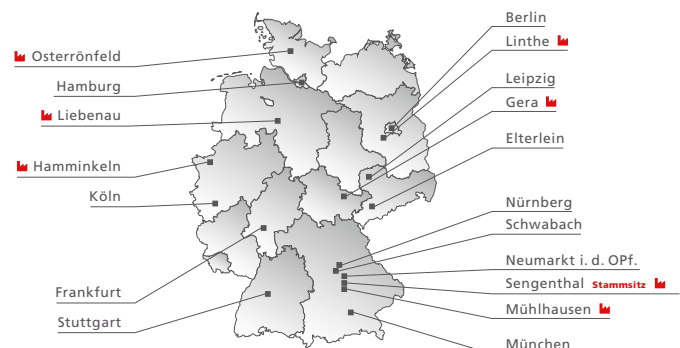 Osterrönfeld
Hamburg
Liebenau
Hamminkeln
Köln
Frankfurt
Stuttgart
Berlin
Linthe
Leipzig
Gera
Elterlein
Nürnberg
Schwabach
Neumarkt i. d. OPf.
Sengenthal Stammsitz
Mühlhausen
München